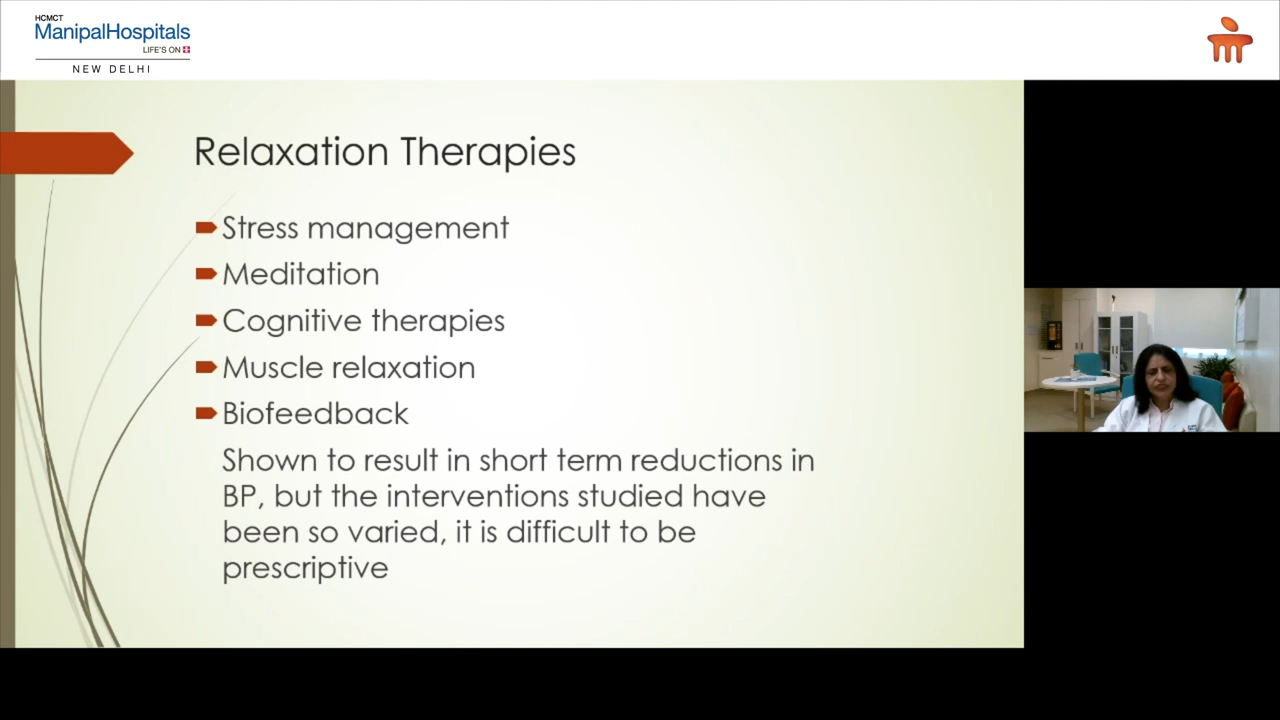 HCMCT
ManipalHospitals
LIFE'S ON
NEW DELHI
Relaxation Therapies
Stress management
Meditation
Cognitive therapies
Muscle relaxation
Biofeedback
Shown to result in short term reductions in
BP, but the interventions studied have
been so varied, it is difficult to be
prescriptive